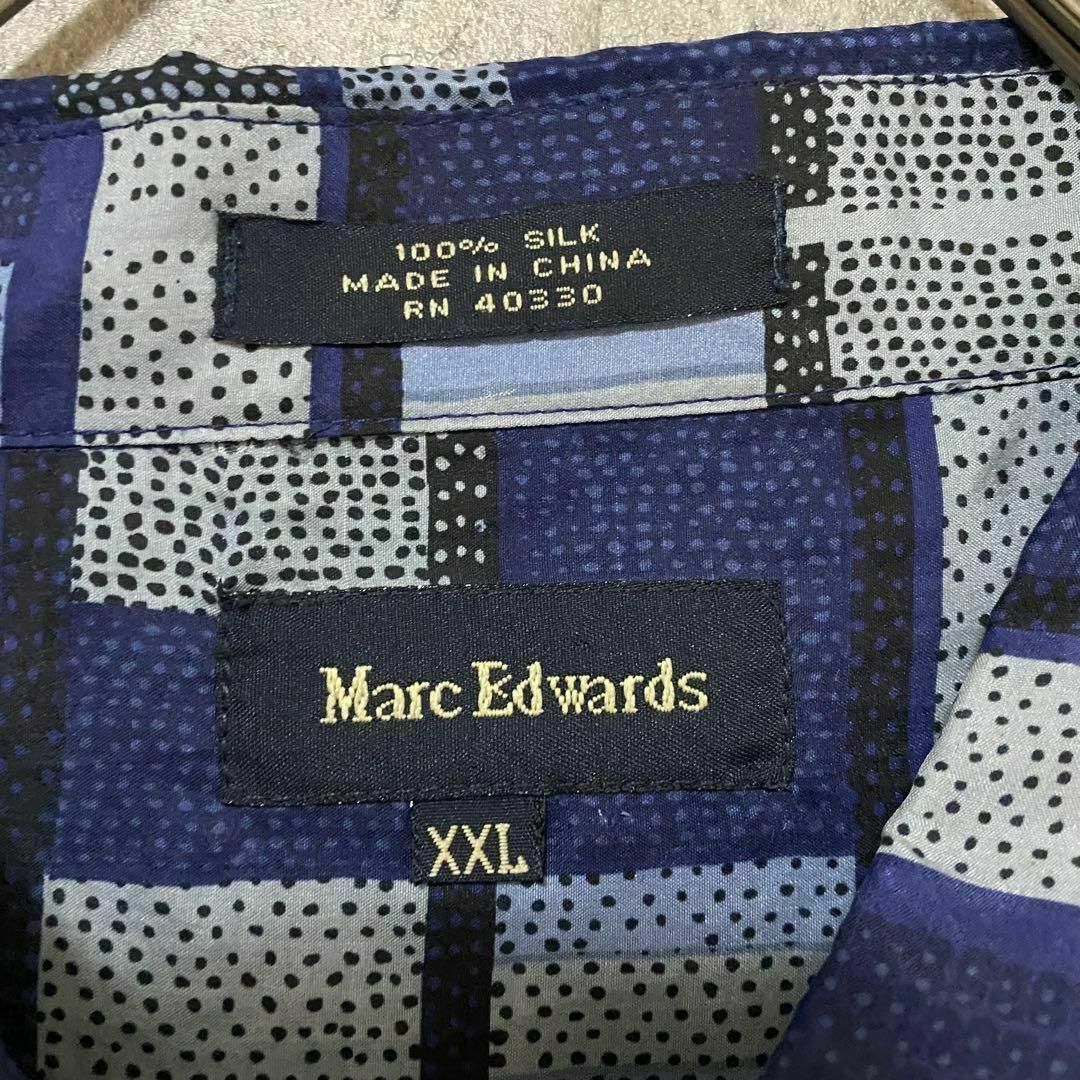 100% SILK
MADE IN CHINA
RN 40330
Marc Edwards
XXL